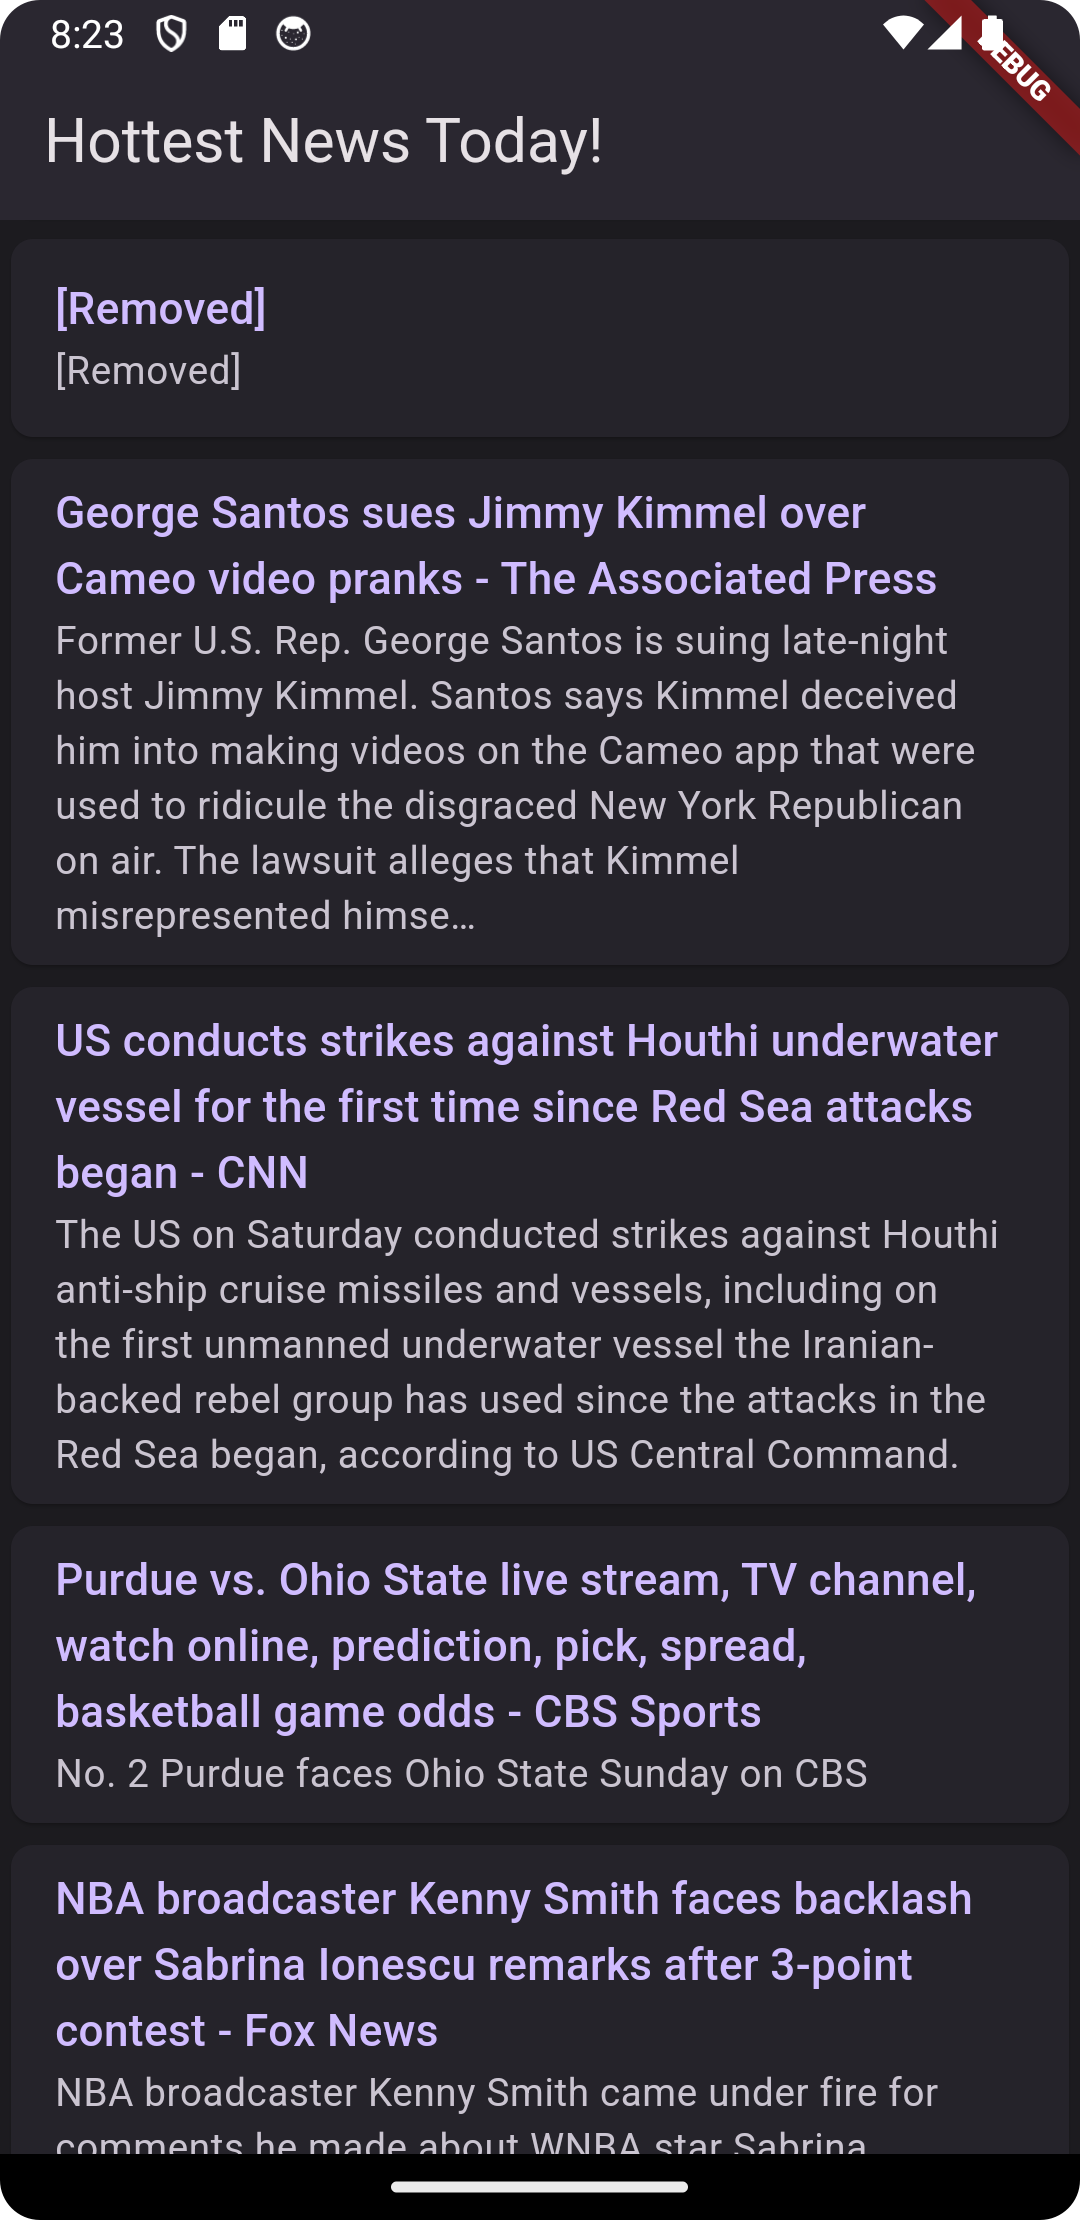 8:23
EBUG
Hottest News Today!
[Removed]
[Removed]
George Santos sues Jimmy Kimmel over
Cameo video pranks - The Associated Press
Former U.S. Rep. George Santos is suing late-night
host Jimmy Kimmel. Santos says Kimmel deceived
him into making videos on the Cameo app that were
used to ridicule the disgraced New York Republican
on air. The lawsuit alleges that Kimmel
misrepresented himse…
US conducts strikes against Houthi underwater
vessel for the first time since Red Sea attacks
began - CNN
The US on Saturday conducted strikes against Houthi
anti-ship cruise missiles and vessels, including on
the first unmanned underwater vessel the Iranian-
backed rebel group has used since the attacks in the
Red Sea began, according to US Central Command.
Purdue vs. Ohio State live stream, TV channel,
watch online, prediction, pick, spread,
basketball game odds - CBS Sports
No. 2 Purdue faces Ohio State Sunday on CBS
NBA broadcaster Kenny Smith faces backlash
over Sabrina Ionescu remarks after 3-point
contest - Fox News
NBA broadcaster Kenny Smith came under fire for
comments he made about WNBA star Sabrina